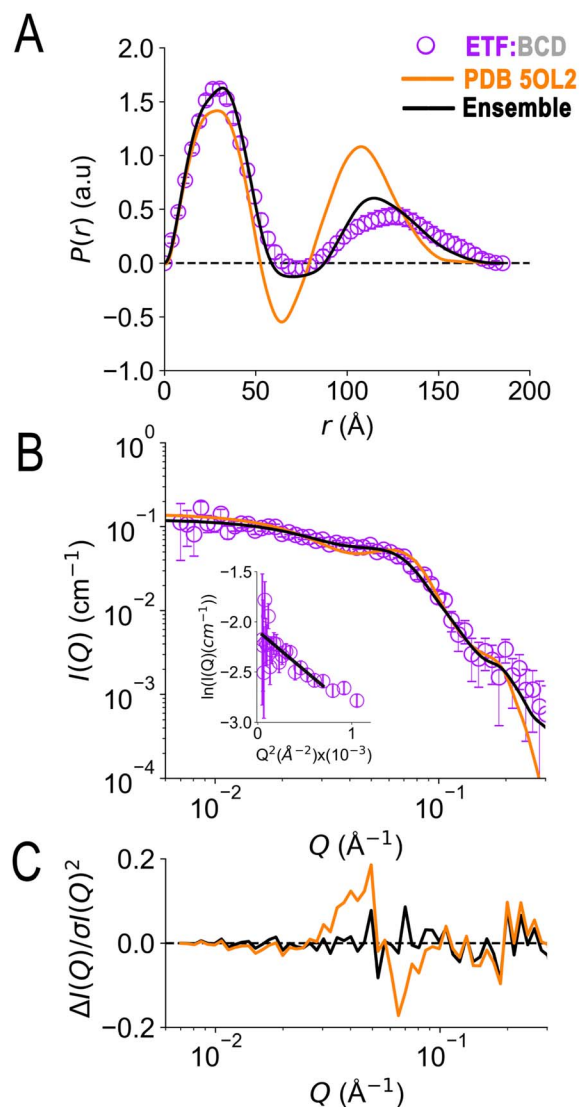 A
ETF:BCD
PDB 5OL2
Ensemble
P(r) (a.u)
2.0
1.5
1.0
0.5
0.0
−0.5
−1.0
0 50 100 150 200
r (Å)
B
I(Q) (cm⁻¹)
10⁰
10⁻¹
10⁻²
10⁻³
10⁻⁴
ln(I(Q)(cm⁻¹))
−1.5
−2.0
−2.5
−3.0
0 1
Q²(Å⁻²)x(10⁻³)
10⁻² 10⁻¹
Q (Å⁻¹)
C
ΔI(Q)/σI(Q)²
0.2
0.0
−0.2
10⁻² 10⁻¹
Q (Å⁻¹)